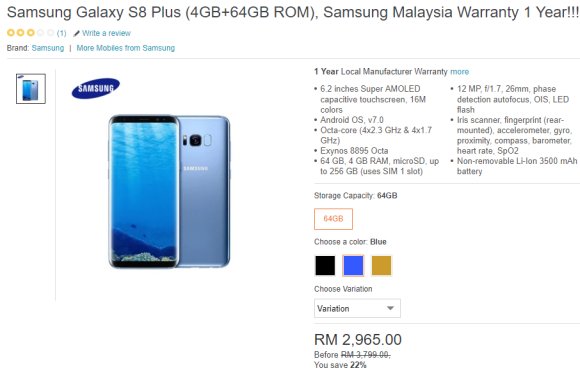 Samsung Galaxy S8 Plus (4GB+64GB ROM), Samsung Malaysia Warranty 1 Year!!!
(1) Write a review
Brand: Samsung | More Mobiles from Samsung
SAMSUNG
SAMSUNG
1 Year Local Manufacturer Warranty more
• 6.2 inches Super AMOLED
capacitive touchscreen, 16M
colors
• Android OS, v7.0
• Octa-core (4x2.3 GHz & 4x1.7
GHz)
• Exynos 8895 Octa
• 64 GB, 4 GB RAM, microSD, up
to 256 GB (uses SIM 1 slot)
• 12 MP, f/1.7, 26mm, phase
detection autofocus, OIS, LED
flash
• Iris scanner, fingerprint (rear-
mounted), accelerometer, gyro,
proximity, compass, barometer,
heart rate, SpO2
• Non-removable Li-Ion 3500 mAh
battery
Storage Capacity: 64GB
64GB
Choose a color: Blue
Choose Variation
Variation
RM 2,965.00
Before RM 3,799.00,
You save 22%